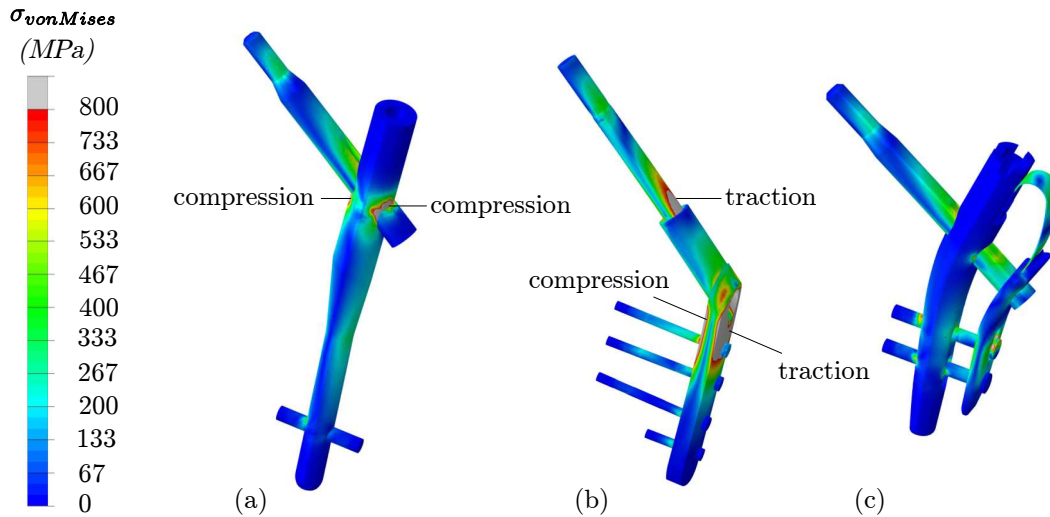 σvonMises
(MPa)
800
733
667
600
533
467
400
333
267
200
133
67
0
compression
compression
traction
compression
traction
(a)
(b)
(c)